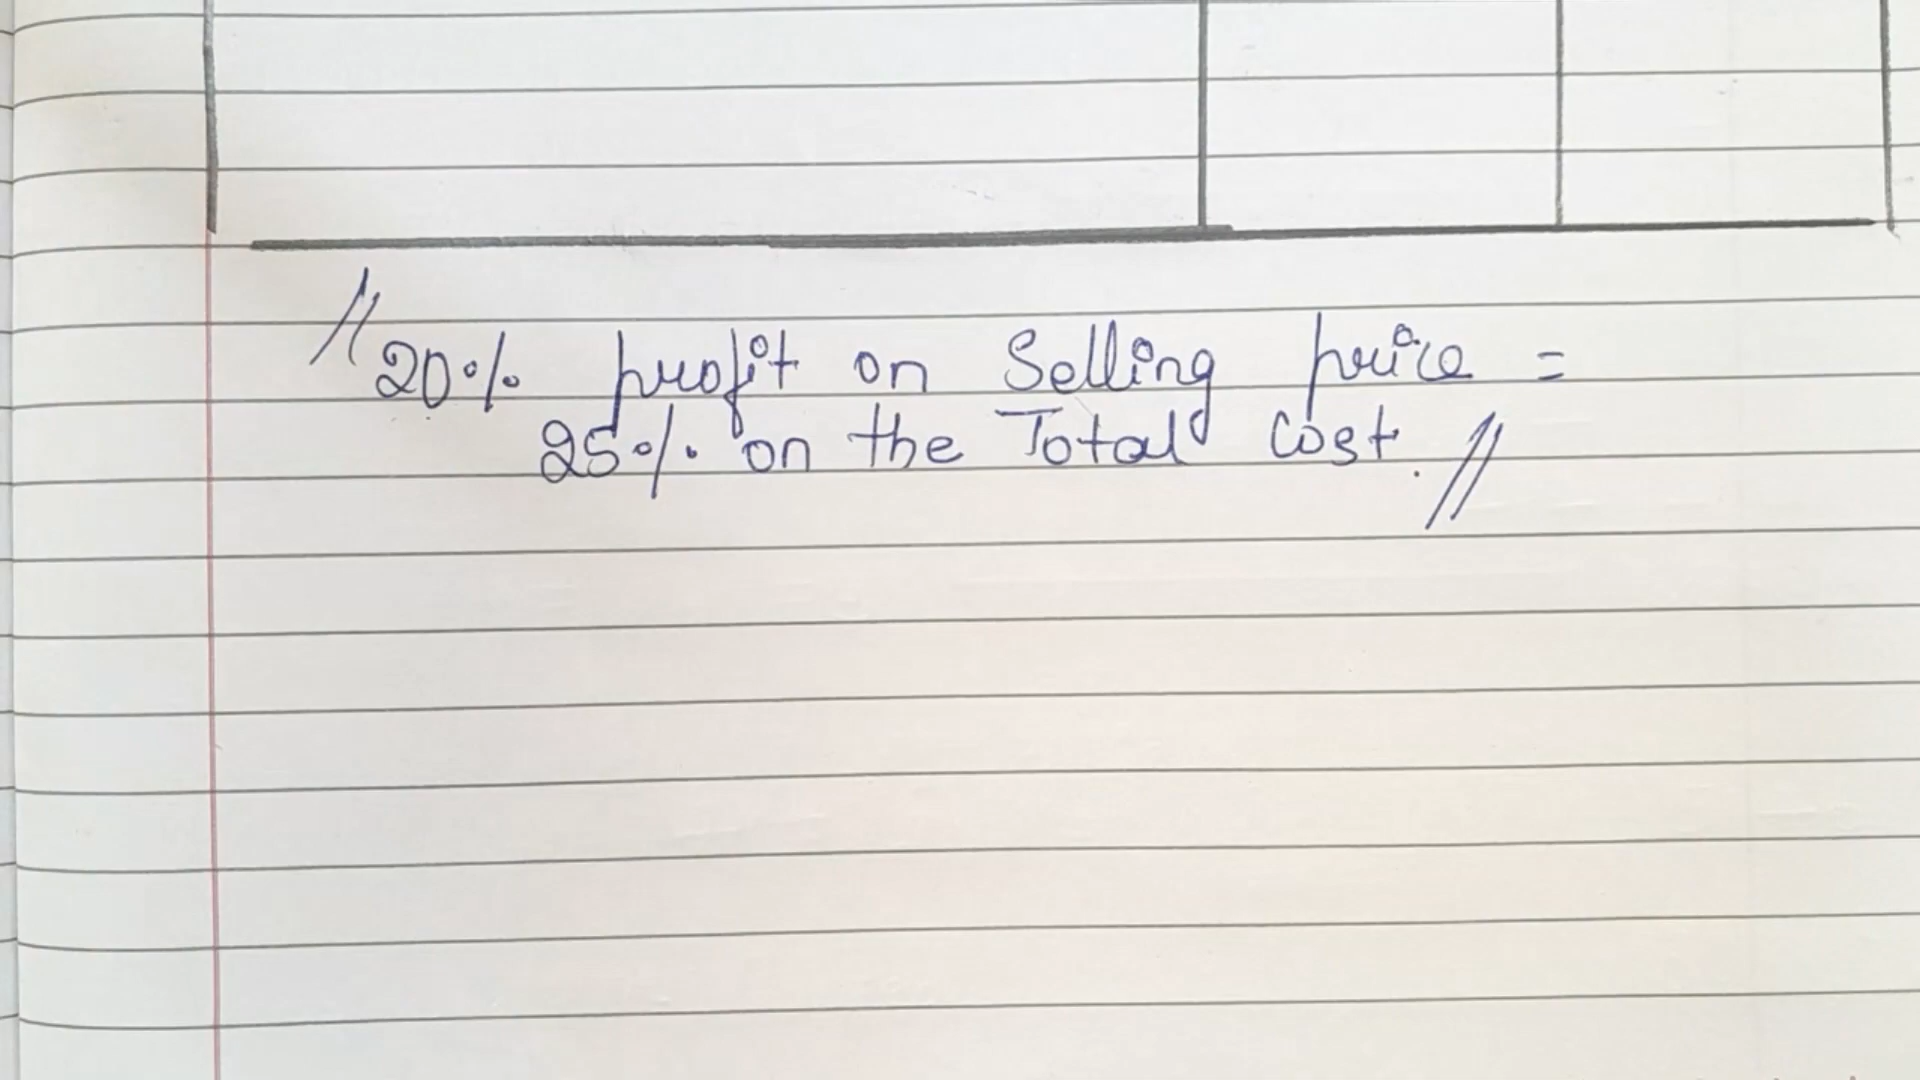 // 20% profit on Selling price =
25% on the Total cost. //